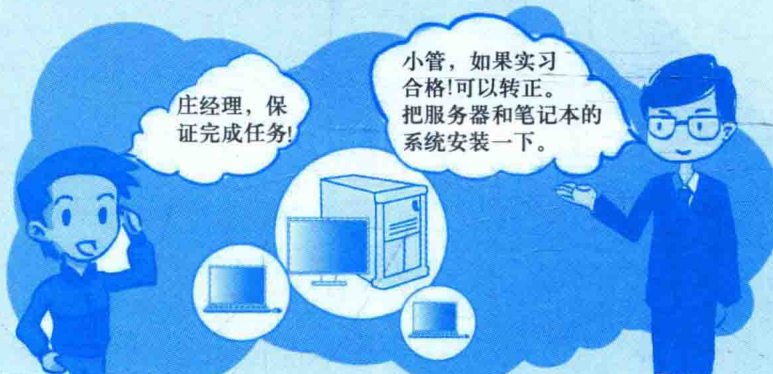 小管，如果实习
合格!可以转正。
把服务器和笔记本的
系统安装一下。
庄经理，保
证完成任务!